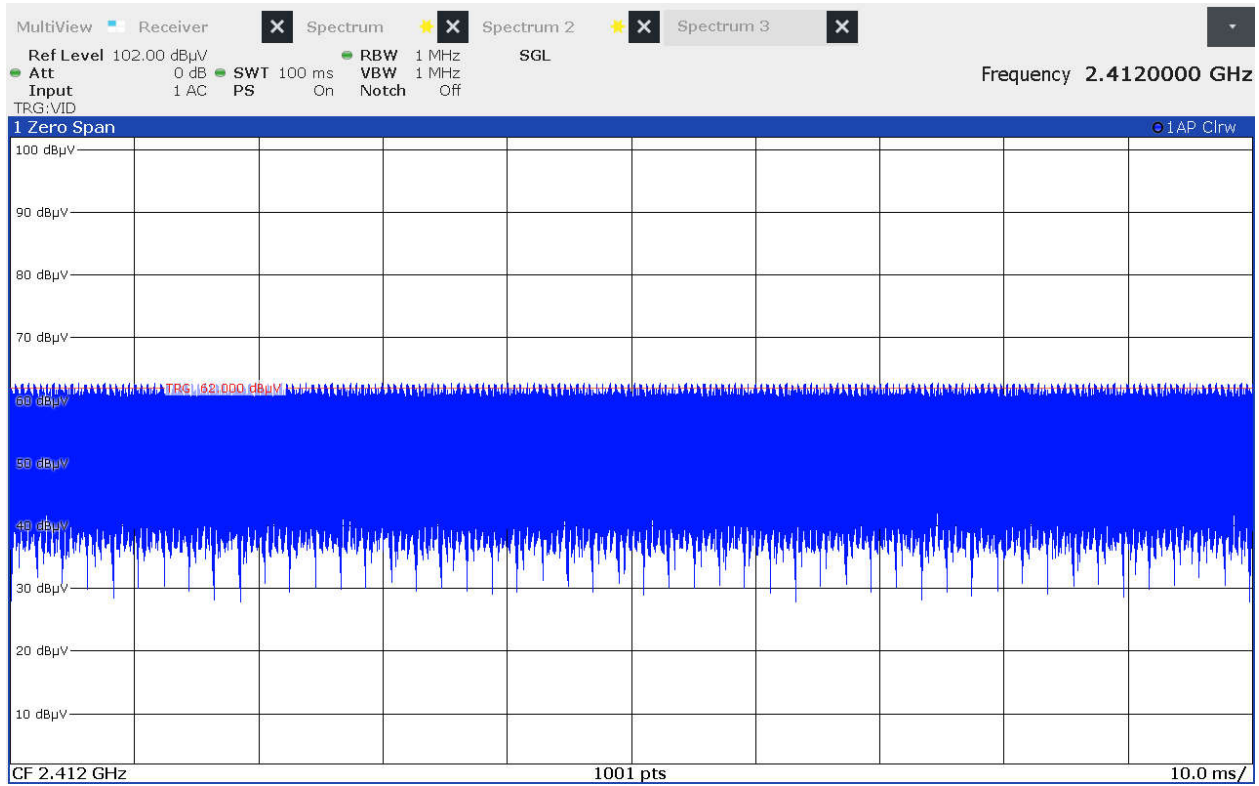 MultiView Receiver X Spectrum X Spectrum 2 X Spectrum 3 X
Ref Level 102.00 dBµV RBW 1 MHz SGL
Att 0 dB SWT 100 ms VBW 1 MHz Frequency 2.4120000 GHz
Input 1 AC PS On Notch Off
TRG:VID
1 Zero Span 1AP Clrw
100 dBµV
90 dBµV
80 dBµV
70 dBµV
TRG 62.000 dBµV
60 dBµV
50 dBµV
40 dBµV
30 dBµV
20 dBµV
10 dBµV
CF 2.412 GHz 1001 pts 10.0 ms/